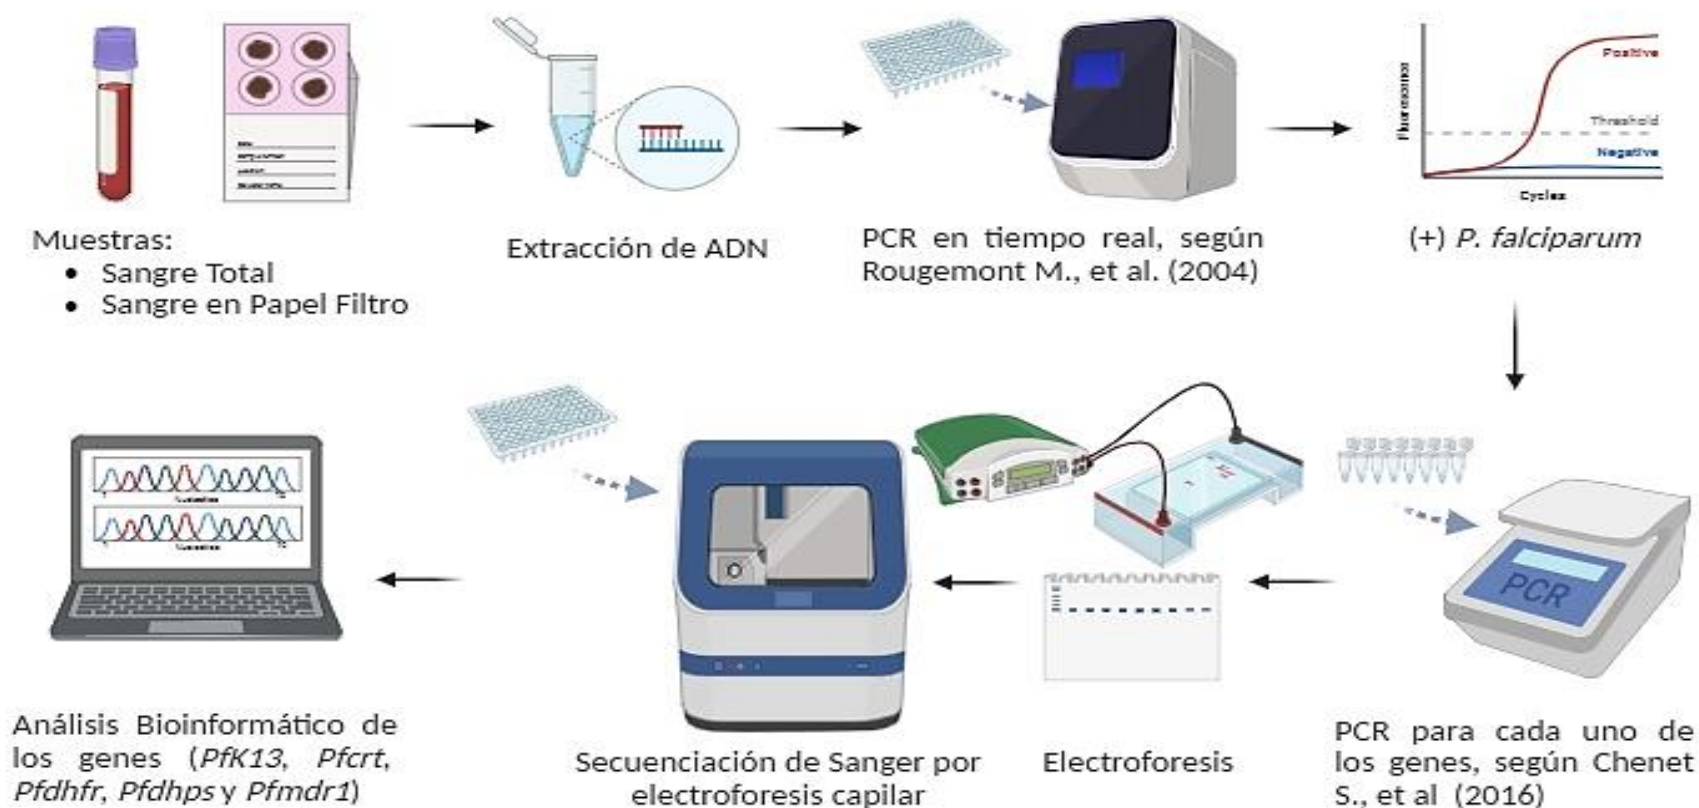 Fluorescence
Positive
Threshold
Negative
Cycles
Muestras:
• Sangre Total
• Sangre en Papel Filtro
Extracción de ADN
PCR en tiempo real, según
Rougemont M., et al. (2004)
(+) P. falciparum
PCR
PCR para cada uno de
los genes, según Chenet
S., et al (2016)
Electroforesis
Secuenciación de Sanger por
electroforesis capilar
Análisis Bioinformático de
los genes (PfK13, Pfcrt,
Pfdhfr, Pfdhps y Pfmdr1)